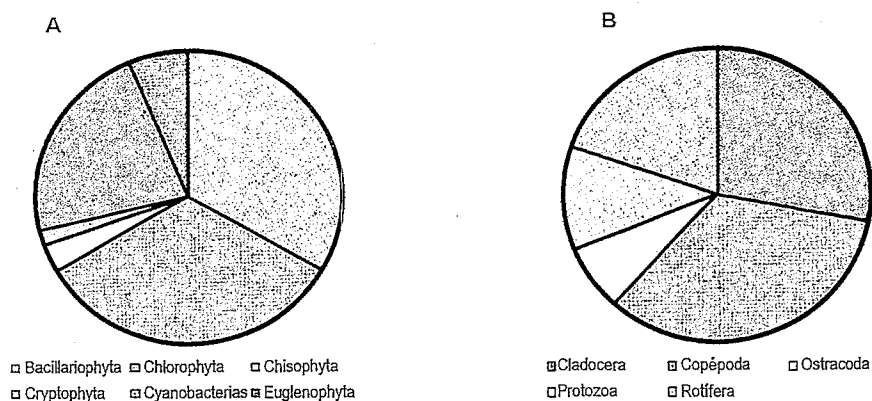 A
B
Bacillariophyta Chlorophyta Chisophyta
Cryptophyta Cyanobacterias Euglenophyta
Cladocera Copépoda Ostracoda
Protozoa Rotífera